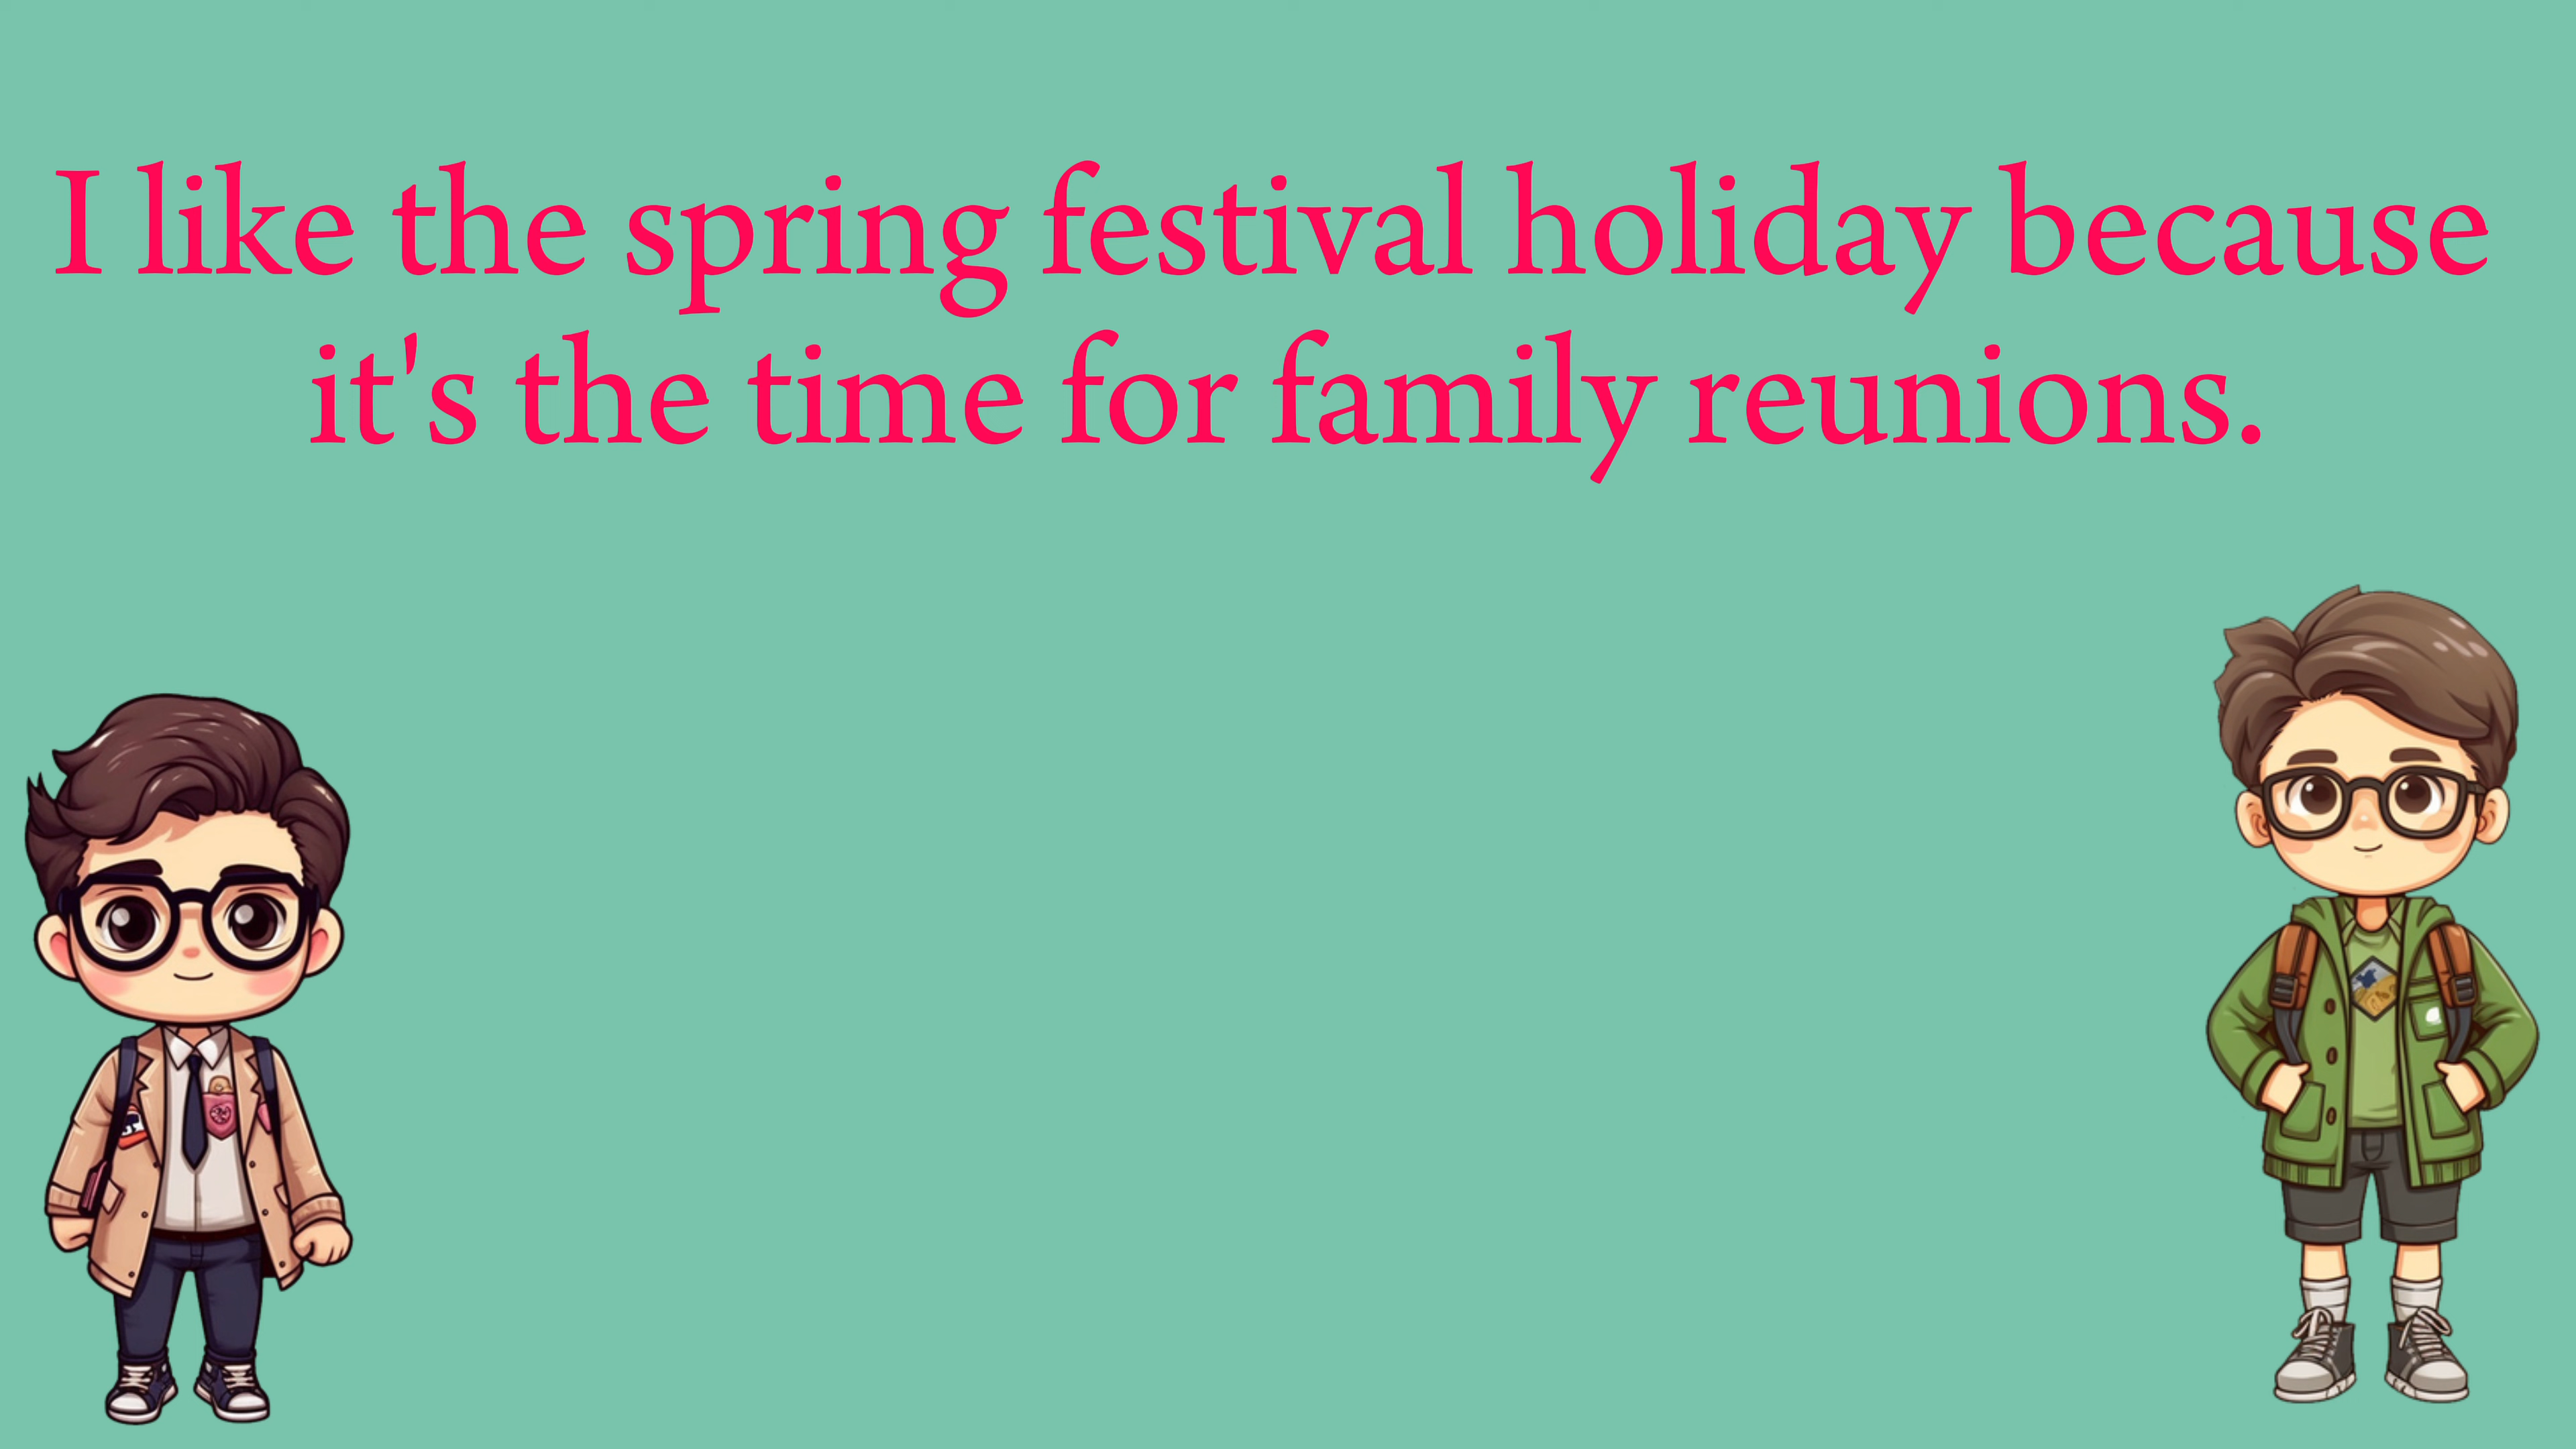 I like the spring festival holiday because
it's the time for family reunions.